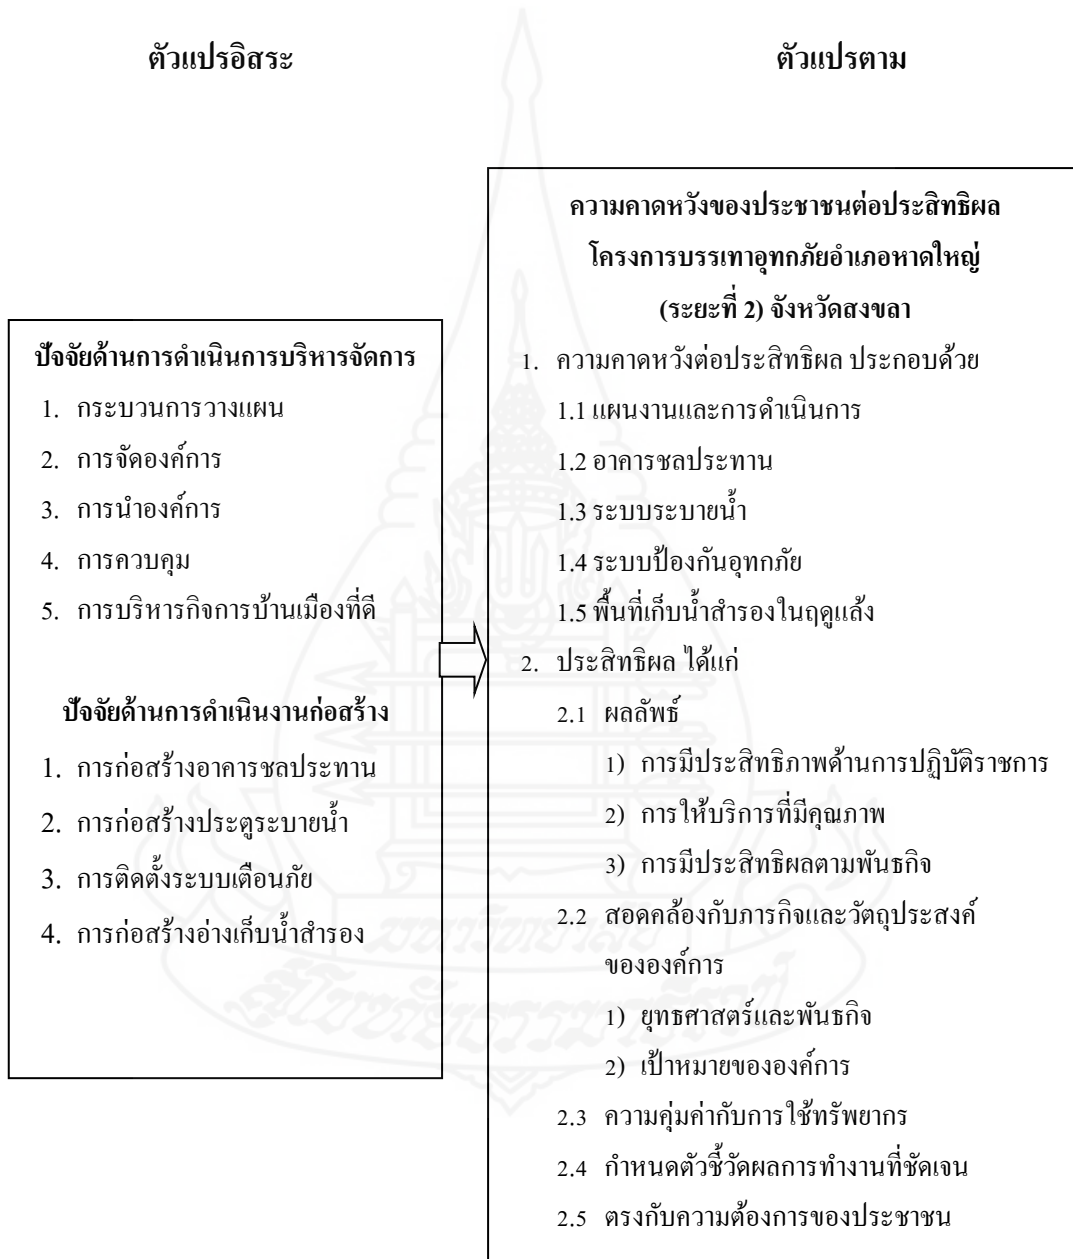 ตัวแปรอิสระ
ตัวแปรตาม
ปัจจัยด้านการดำเนินการบริหารจัดการ
1. กระบวนการวางแผน
2. การจัดองค์การ
3. การนำองค์การ
4. การควบคุม
5. การบริหารกิจการบ้านเมืองที่ดี
ปัจจัยด้านการดำเนินงานก่อสร้าง
1. การก่อสร้างอาคารชลประทาน
2. การก่อสร้างประตูระบายน้ำ
3. การติดตั้งระบบเตือนภัย
4. การก่อสร้างอ่างเก็บน้ำสำรอง
ความคาดหวังของประชาชนต่อประสิทธิผล
โครงการบรรเทาอุทกภัยอำเภอหาดใหญ่
(ระยะที่ 2) จังหวัดสงขลา
1. ความคาดหวังต่อประสิทธิผล ประกอบด้วย
1.1 แผนงานและการดำเนินการ
1.2 อาคารชลประทาน
1.3 ระบบระบายน้ำ
1.4 ระบบป้องกันอุทกภัย
1.5 พื้นที่เก็บน้ำสำรองในฤดูแล้ง
2. ประสิทธิผล ได้แก่
2.1 ผลลัพธ์
1) การมีประสิทธิภาพด้านการปฏิบัติราชการ
2) การให้บริการที่มีคุณภาพ
3) การมีประสิทธิผลตามพันธกิจ
2.2 สอดคล้องกับภารกิจและวัตถุประสงค์
ขององค์การ
1) ยุทธศาสตร์และพันธกิจ
2) เป้าหมายขององค์การ
2.3 ความคุ่มค่ากับการใช้ทรัพยากร
2.4 กำหนดตัวชี้วัดผลการทำงานที่ชัดเจน
2.5 ตรงกับความต้องการของประชาชน
มหาวิทยาลัย
สุโขทัยธรรมาธิราช